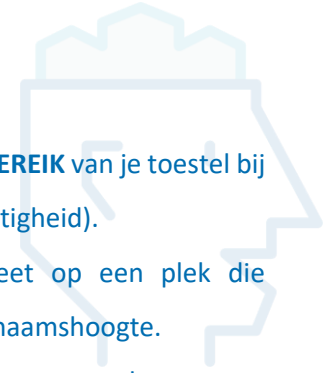 EREIK van je toestel bij
tigheid).
eet op een plek die
naamshoogte.